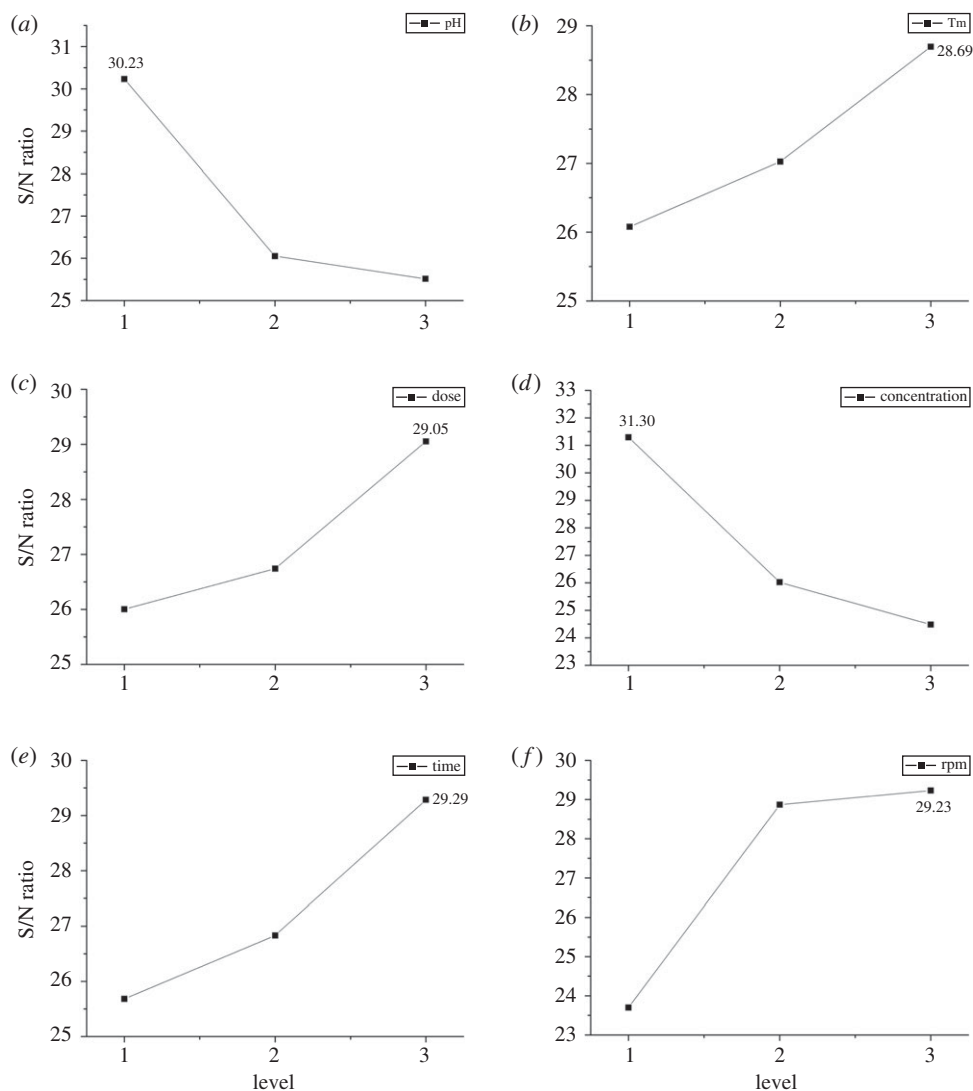 (a)
pH
31
30
29
28
27
26
25
S/N ratio
30.23
1 2 3
(b)
Tm
29
28
27
26
25
28.69
1 2 3
(c)
dose
30
29
28
27
26
25
S/N ratio
29.05
1 2 3
(d)
concentration
33
32
31
30
29
28
27
26
25
24
23
31.30
1 2 3
(e)
time
30
29
28
27
26
25
S/N ratio
29.29
1 2 3
level
(f)
rpm
30
29
28
27
26
25
24
23
29.23
1 2 3
level